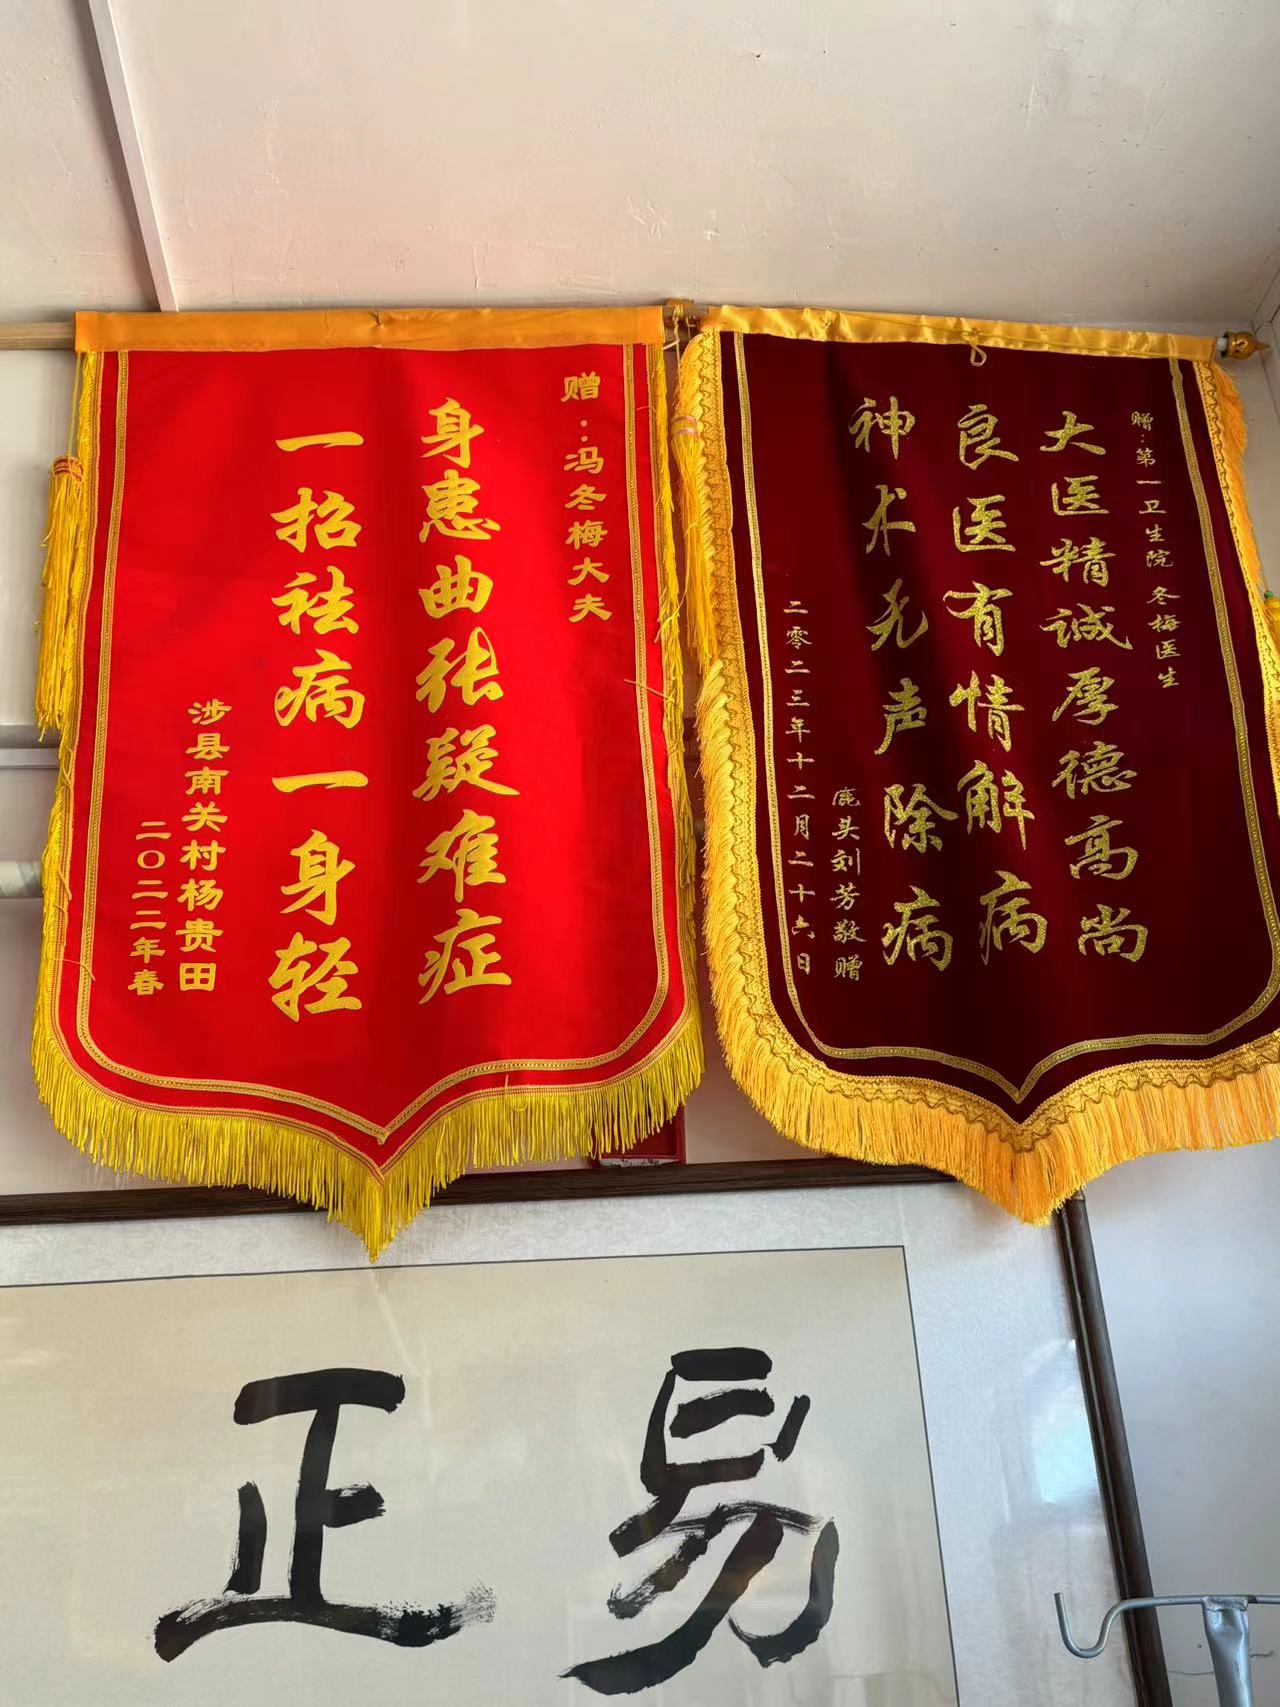 赠:冯冬梅大夫
身患曲张疑难症
一招祛病一身轻
涉县南关村杨贵田
二〇二二年春
赠:第一卫生院 冬梅医生
大医精诚厚德高尚
良医有情解病
神术无声除病
鹿头刘芳敬赠
二零二三年十二月二十六日
易
正